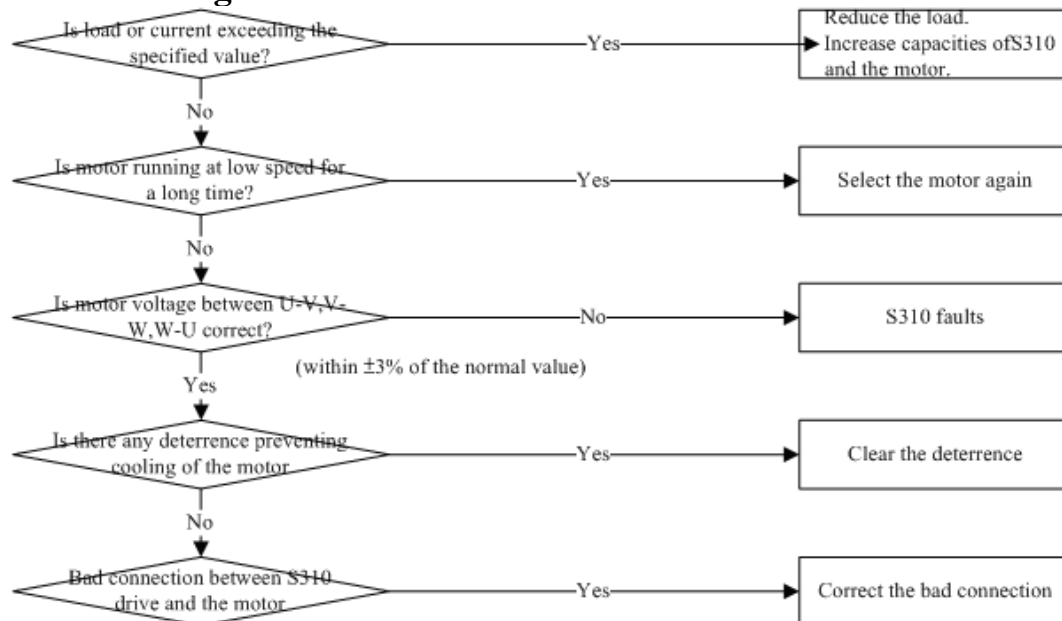 Is load or current exceeding the
specified value?
Yes
Reduce the load.
Increase capacities ofS310
and the motor.
No
Is motor running at low speed for
a long time?
Yes
Select the motor again
No
Is motor voltage between U-V,V-
W,W-U correct?
No
S310 faults
(within ±3% of the normal value)
Yes
Is there any deterrence preventing
cooling of the motor
Yes
Clear the deterrence
No
Bad connection between S310
drive and the motor
Yes
Correct the bad connection